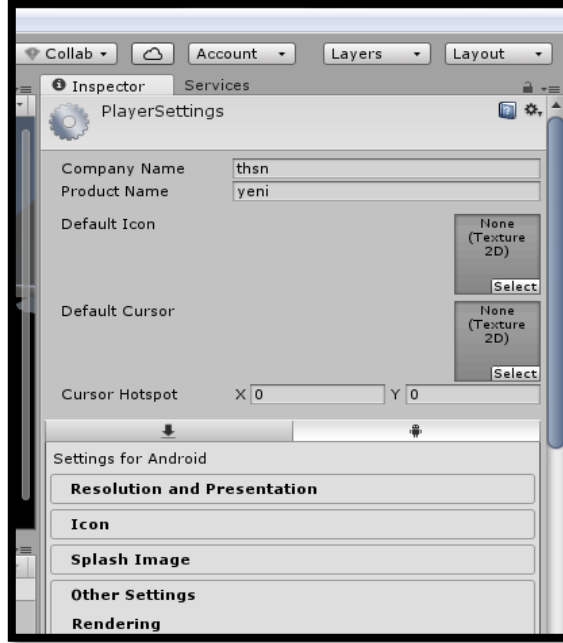 Collab Account Layers Layout
Inspector Services
PlayerSettings
Company Name thsn
Product Name yeni
Default Icon None
(Texture
2D)
Select
Default Cursor None
(Texture
2D)
Select
Cursor Hotspot X 0 Y 0
Settings for Android
Resolution and Presentation
Icon
Splash Image
Other Settings
Rendering